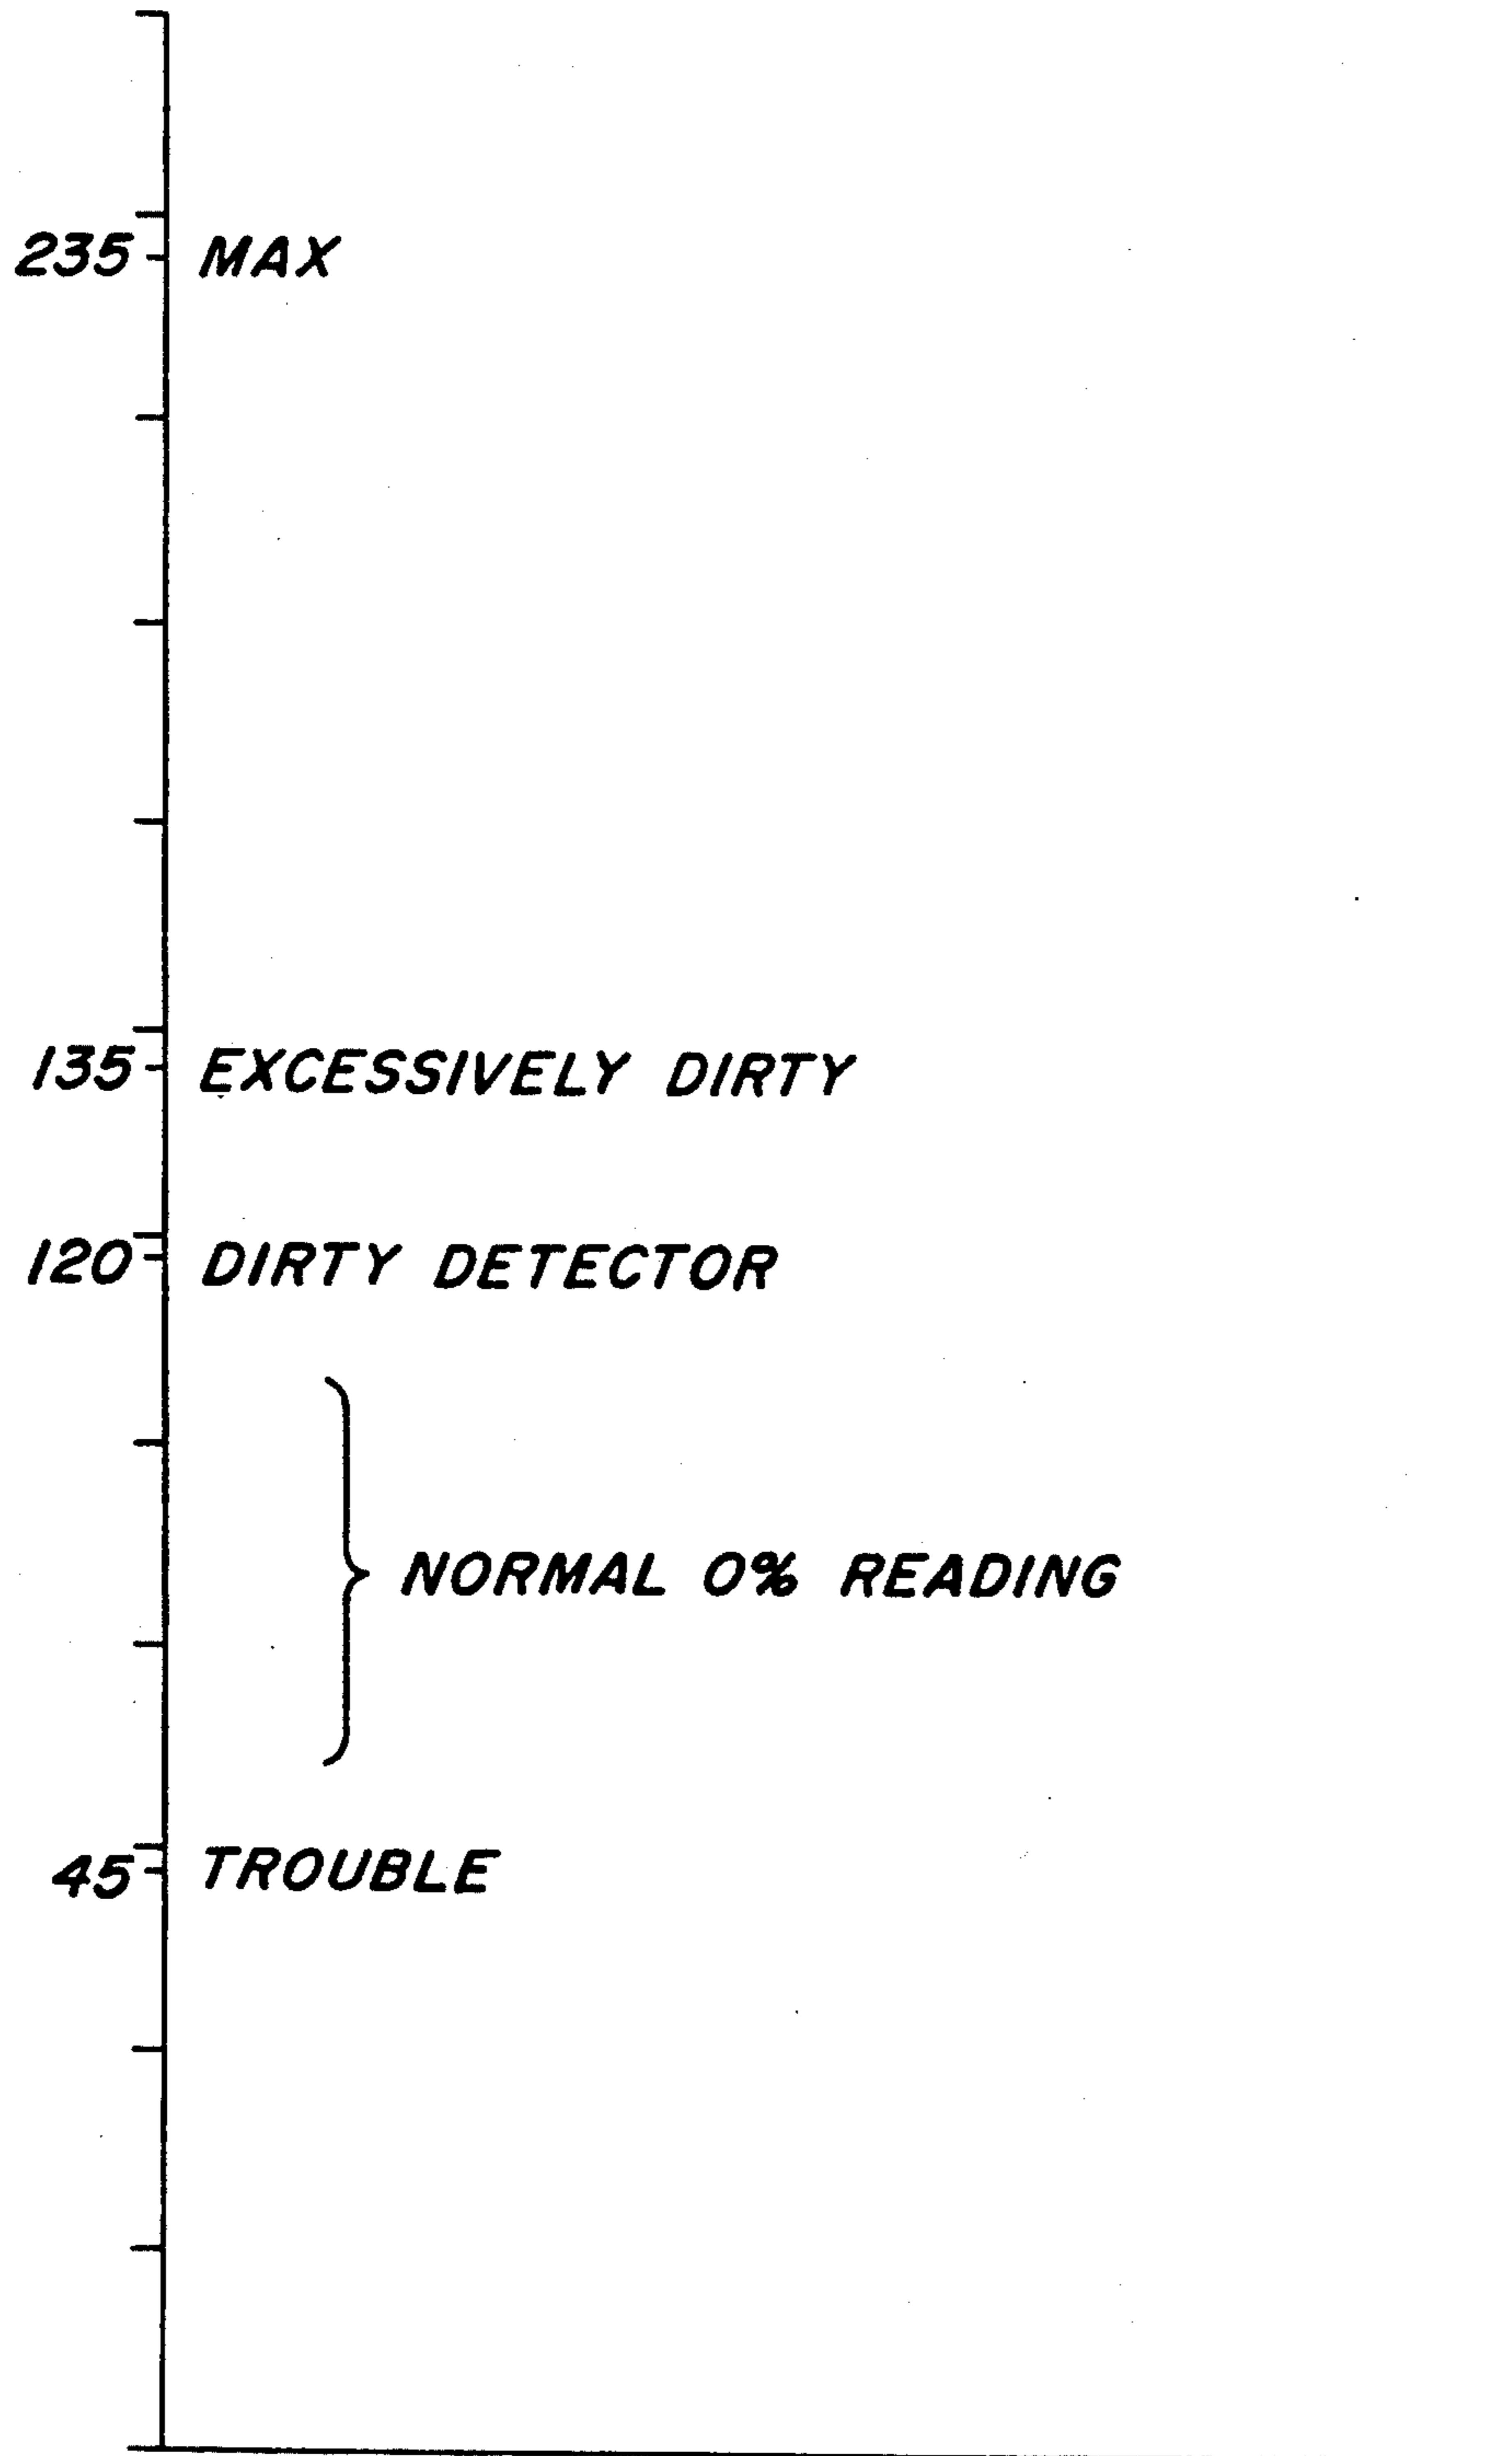 235 MAX
135 EXCESSIVELY DIRTY
120 DIRTY DETECTOR
NORMAL 0% READING
45 TROUBLE